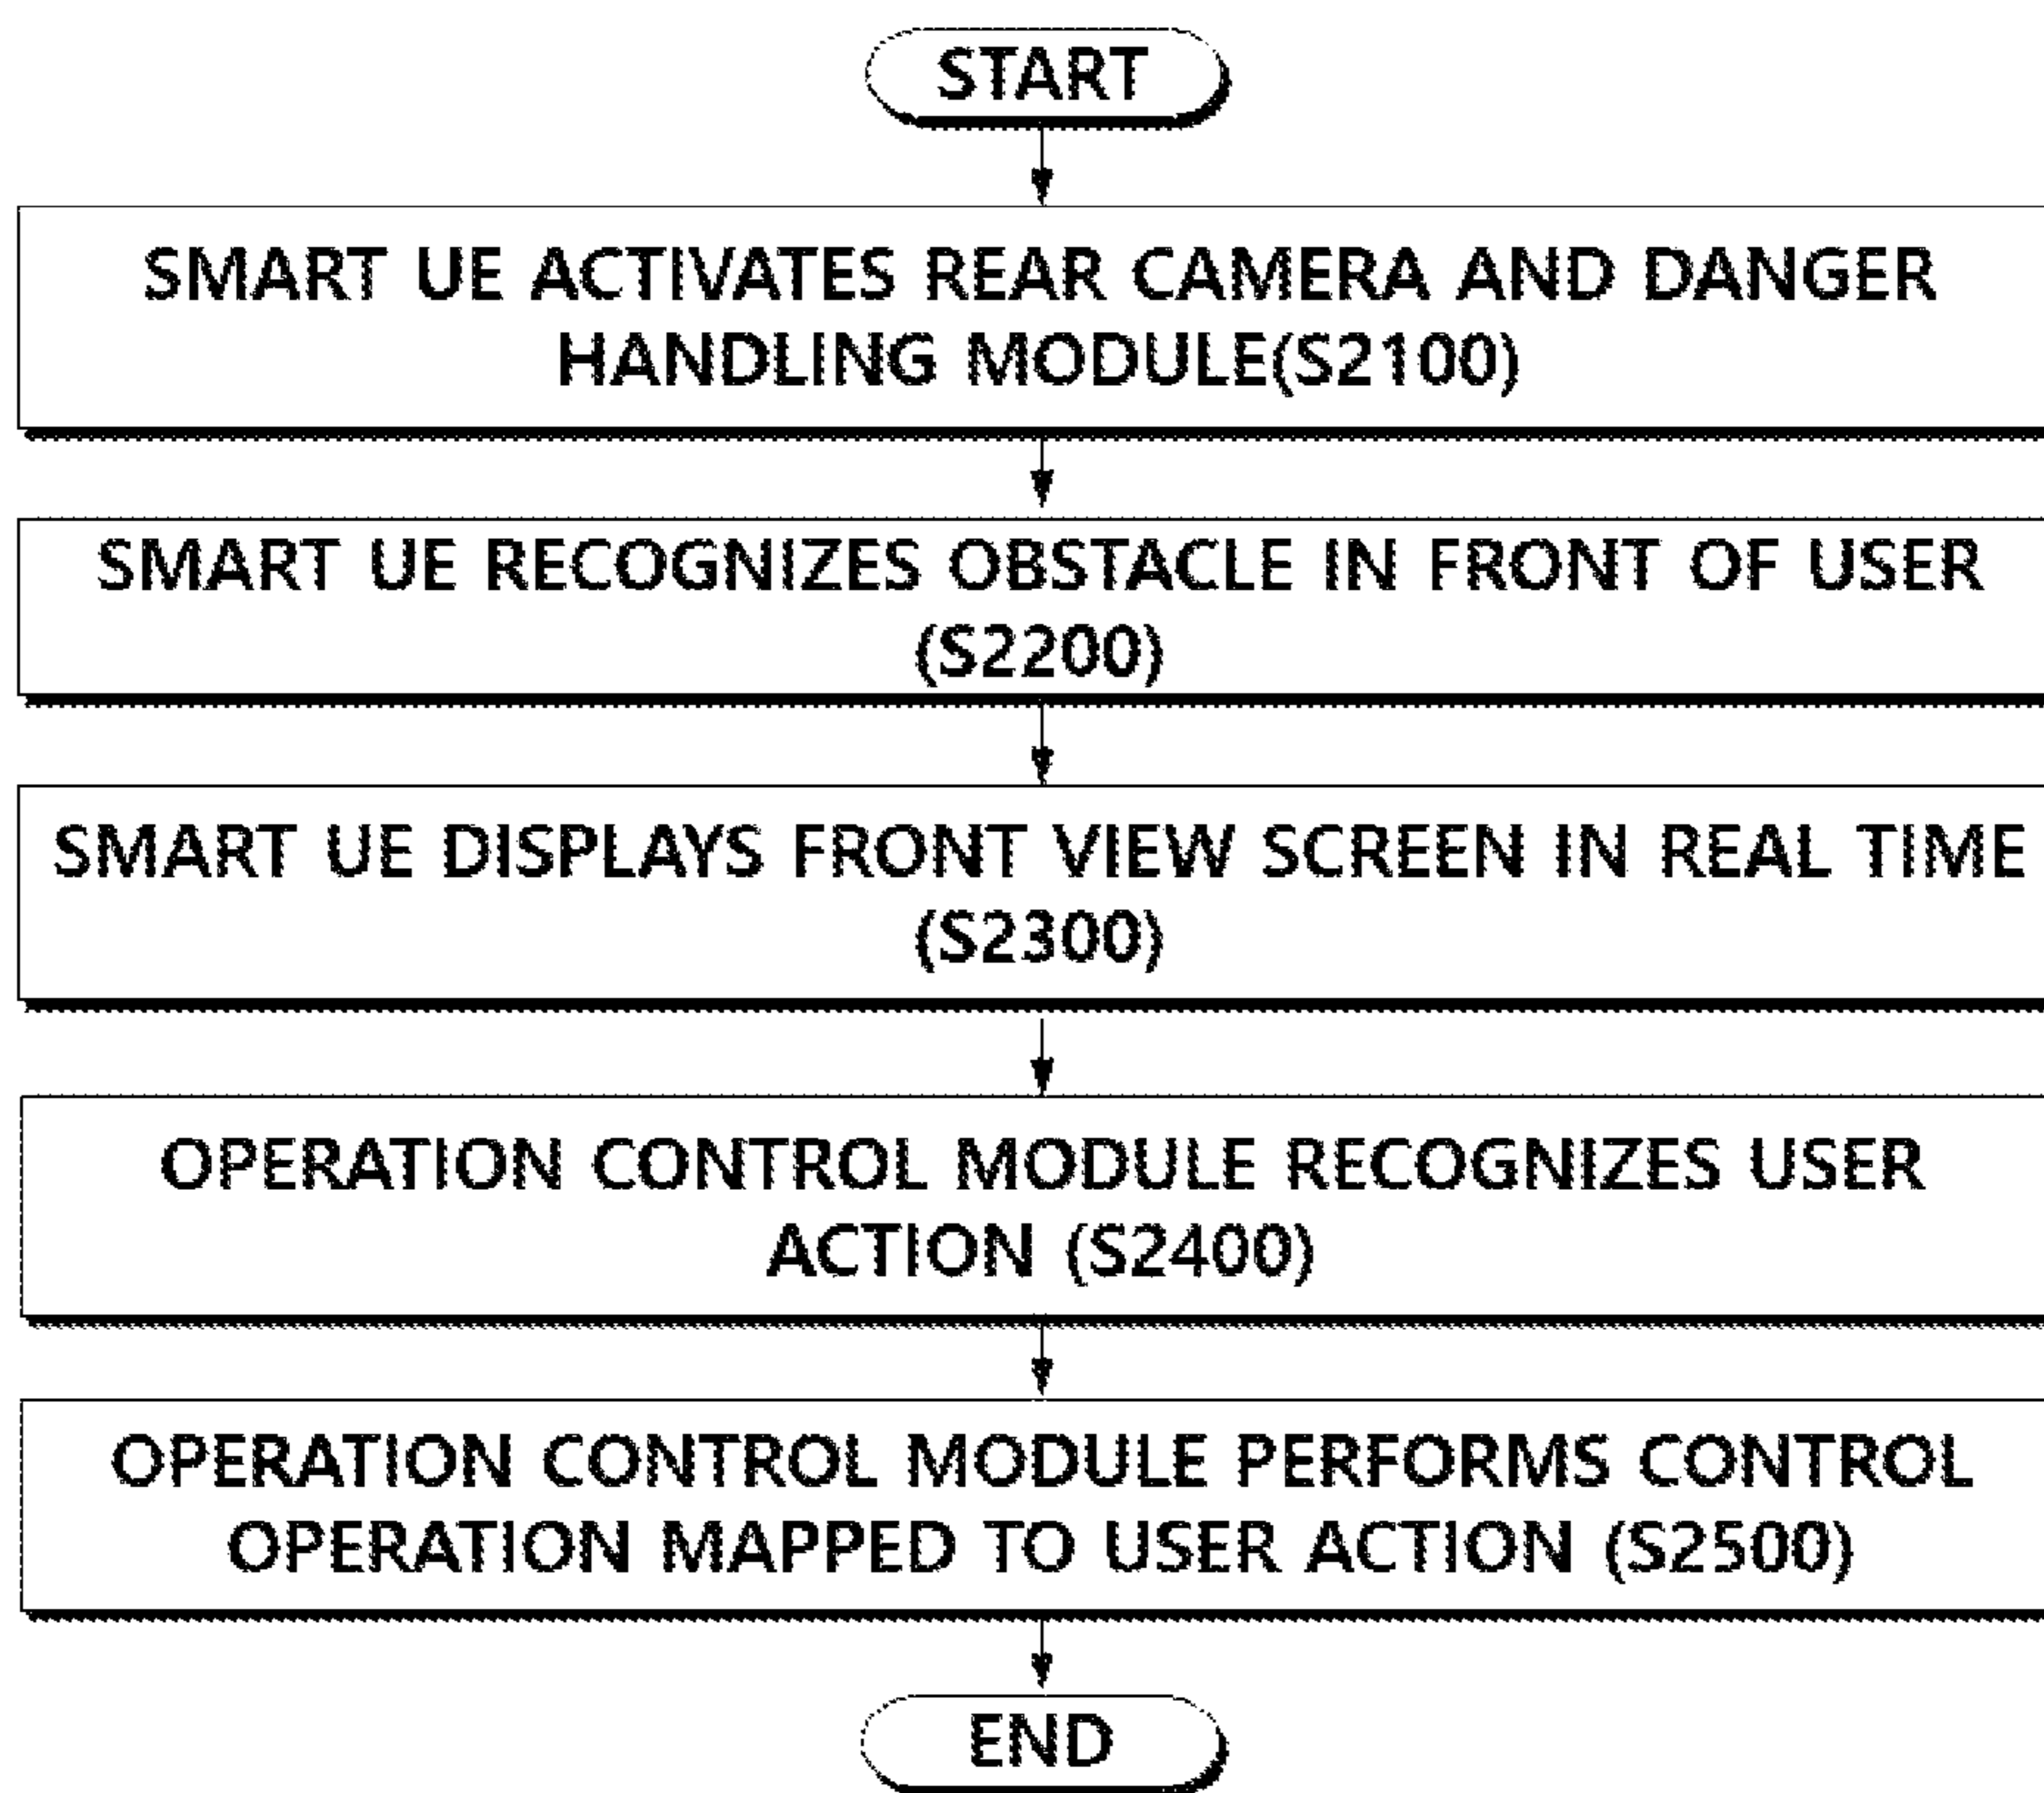 START
SMART UE ACTIVATES REAR CAMERA AND DANGER
HANDLING MODULE(S2100)
SMART UE RECOGNIZES OBSTACLE IN FRONT OF USER
(S2200)
SMART UE DISPLAYS FRONT VIEW SCREEN IN REAL TIME
(S2300)
OPERATION CONTROL MODULE RECOGNIZES USER
ACTION (S2400)
OPERATION CONTROL MODULE PERFORMS CONTROL
OPERATION MAPPED TO USER ACTION (S2500)
END